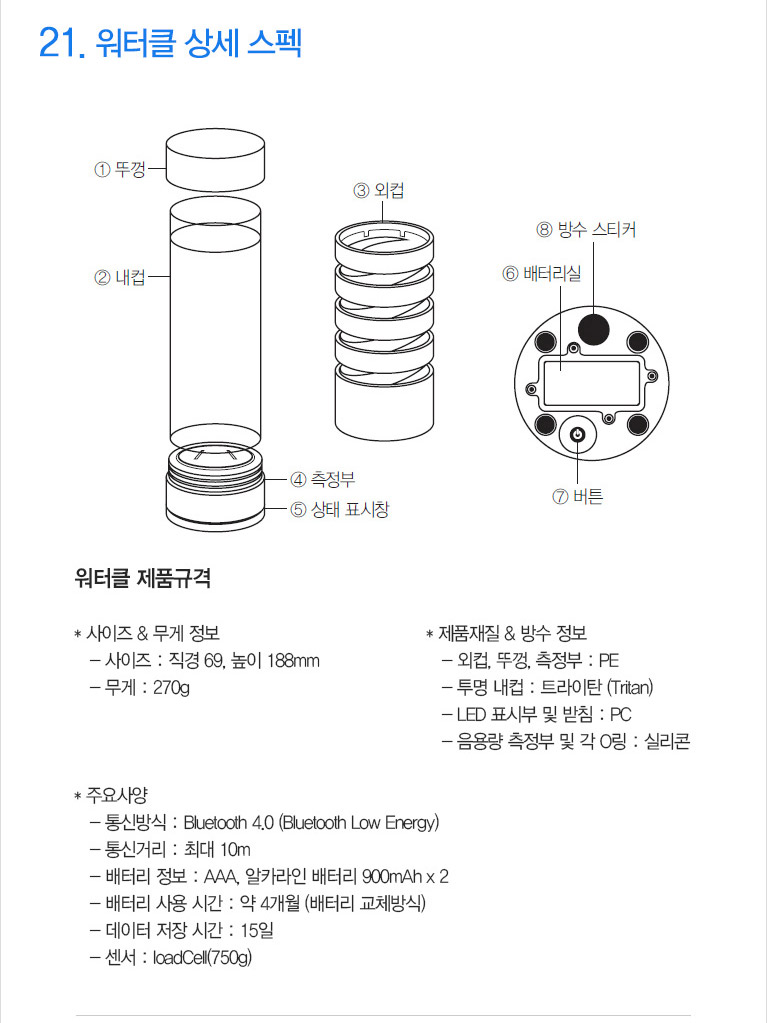 21. 워터클 상세 스펙
① 뚜껑
② 내컵
③ 외컵
④ 측정부
⑤ 상태 표시창
⑧ 방수 스티커
⑥ 배터리실
⑦ 버튼
워터클 제품규격
* 사이즈 & 무게 정보
– 사이즈 : 직경 69, 높이 188mm
– 무게 : 270g
* 제품재질 & 방수 정보
– 외컵, 뚜껑, 측정부 : PE
– 투명 내컵 : 트라이탄 (Tritan)
– LED 표시부 및 받침 : PC
– 음용량 측정부 및 각 O링 : 실리콘
* 주요사양
– 통신방식 : Bluetooth 4.0 (Bluetooth Low Energy)
– 통신거리 : 최대 10m
– 배터리 정보 : AAA, 알카라인 배터리 900mAh x 2
– 배터리 사용 시간 : 약 4개월 (배터리 교체방식)
– 데이터 저장 시간 : 15일
– 센서 : loadCell(750g)